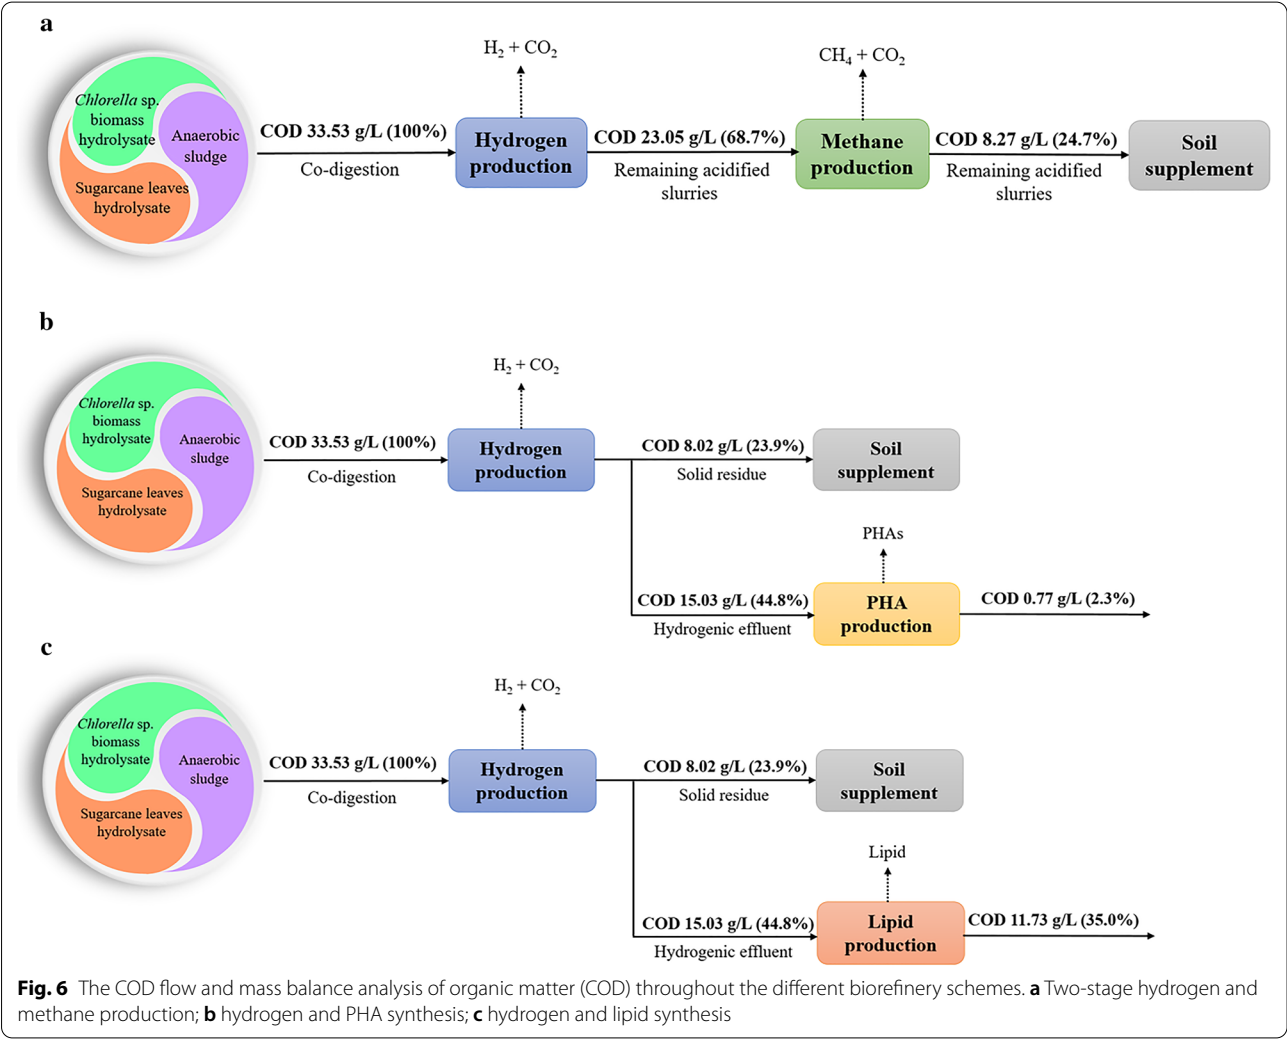 a
Chlorella sp.
biomass
hydrolysate
Anaerobic
sludge
Sugarcane leaves
hydrolysate
COD 33.53 g/L (100%)
Co-digestion
H₂ + CO₂
Hydrogen
production
COD 23.05 g/L (68.7%)
Remaining acidified
slurries
CH₄ + CO₂
Methane
production
COD 8.27 g/L (24.7%)
Remaining acidified
slurries
Soil
supplement
b
Chlorella sp.
biomass
hydrolysate
Anaerobic
sludge
Sugarcane leaves
hydrolysate
COD 33.53 g/L (100%)
Co-digestion
H₂ + CO₂
Hydrogen
production
COD 8.02 g/L (23.9%)
Solid residue
Soil
supplement
COD 15.03 g/L (44.8%)
Hydrogenic effluent
PHAs
PHA
production
COD 0.77 g/L (2.3%)
c
Chlorella sp.
biomass
hydrolysate
Anaerobic
sludge
Sugarcane leaves
hydrolysate
COD 33.53 g/L (100%)
Co-digestion
H₂ + CO₂
Hydrogen
production
COD 8.02 g/L (23.9%)
Solid residue
Soil
supplement
COD 15.03 g/L (44.8%)
Hydrogenic effluent
Lipid
Lipid
production
COD 11.73 g/L (35.0%)
Fig. 6 The COD flow and mass balance analysis of organic matter (COD) throughout the different biorefinery schemes. a Two-stage hydrogen and
methane production; b hydrogen and PHA synthesis; c hydrogen and lipid synthesis